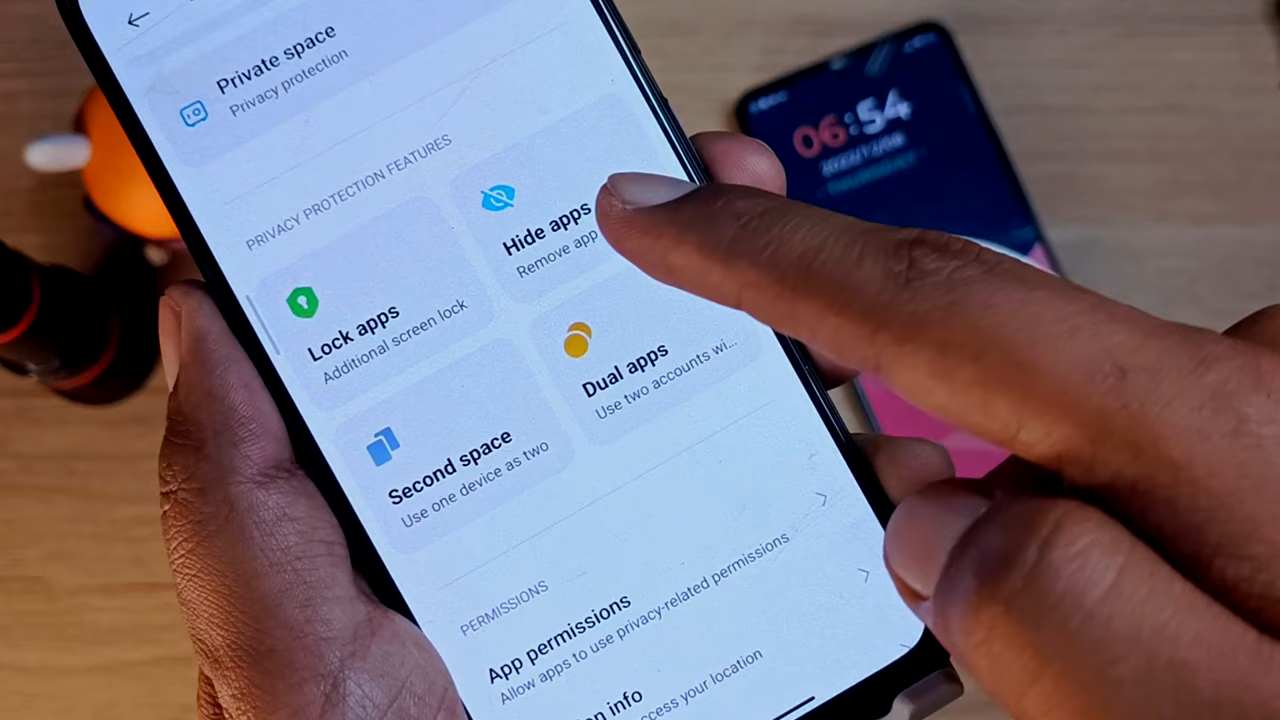 Private space
Privacy protection
PRIVACY PROTECTION FEATURES
Hide apps
Remove app
Lock apps
Additional screen lock
Dual apps
Use two accounts wi...
Second space
Use one device as two
PERMISSIONS
App permissions
Allow apps to use privacy-related permissions
on info
access your location
06:54